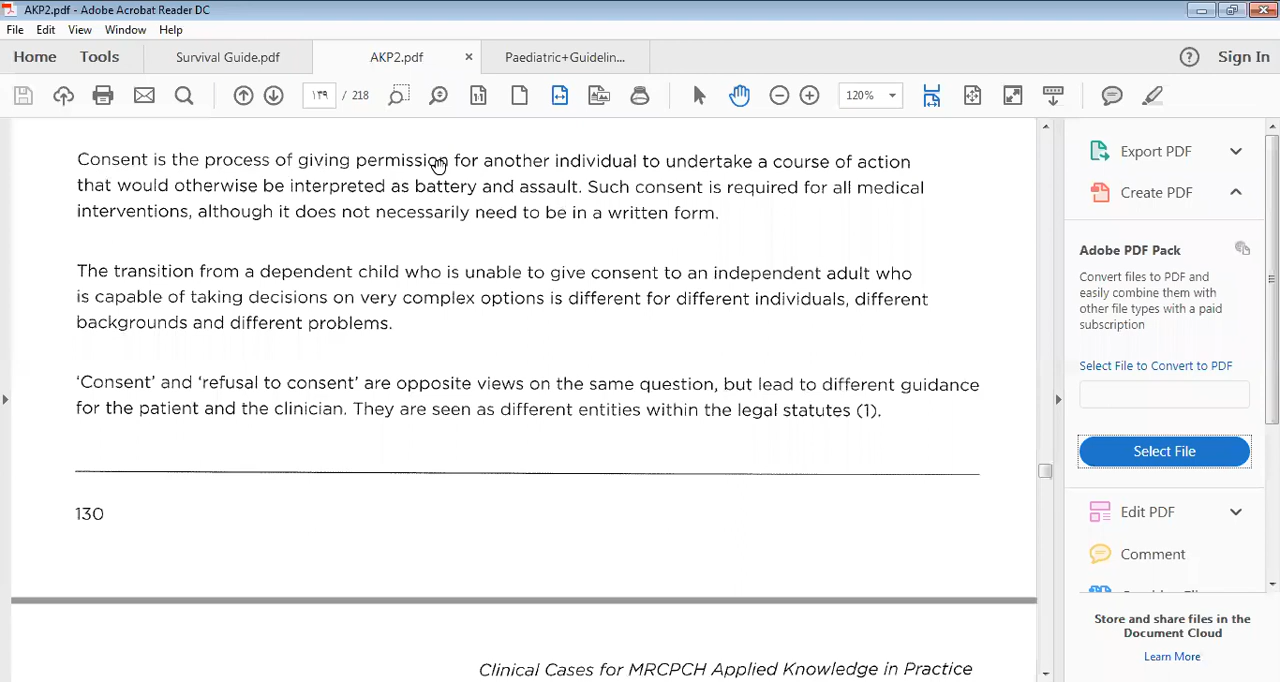 AKP2.pdf - Adobe Acrobat Reader DC
File Edit View Window Help
Home Tools Survival Guide.pdf AKP2.pdf × Paediatric+Guidelin... ? Sign In
١٣٩ / 218 120%
Consent is the process of giving permission for another individual to undertake a course of action
that would otherwise be interpreted as battery and assault. Such consent is required for all medical
interventions, although it does not necessarily need to be in a written form.
The transition from a dependent child who is unable to give consent to an independent adult who
is capable of taking decisions on very complex options is different for different individuals, different
backgrounds and different problems.
‘Consent’ and ‘refusal to consent’ are opposite views on the same question, but lead to different guidance
for the patient and the clinician. They are seen as different entities within the legal statutes (1).
130
Clinical Cases for MRCPCH Applied Knowledge in Practice
Export PDF
Create PDF
Adobe PDF Pack
Convert files to PDF and
easily combine them with
other file types with a paid
subscription
Select File to Convert to PDF
Select File
Edit PDF
Comment
Store and share files in the
Document Cloud
Learn More